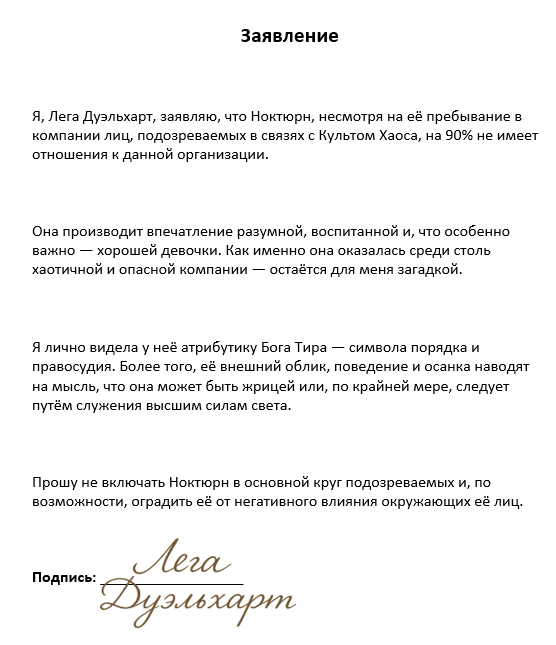 Заявление
Я, Лега Дуэльхарт, заявляю, что Ноктюрн, несмотря на её пребывание в
компании лиц, подозреваемых в связях с Культом Хаоса, на 90% не имеет
отношения к данной организации.
Она производит впечатление разумной, воспитанной и, что особенно
важно — хорошей девочки. Как именно она оказалась среди столь
хаотичной и опасной компании — остаётся для меня загадкой.
Я лично видела у неё атрибутику Бога Тира — символа порядка и
правосудия. Более того, её внешний облик, поведение и осанка наводят
на мысль, что она может быть жрицей или, по крайней мере, следует
путём служения высшим силам света.
Прошу не включать Ноктюрн в основной круг подозреваемых и, по
возможности, оградить её от негативного влияния окружающих её лиц.
Подпись: Лега
Дуэльхарт